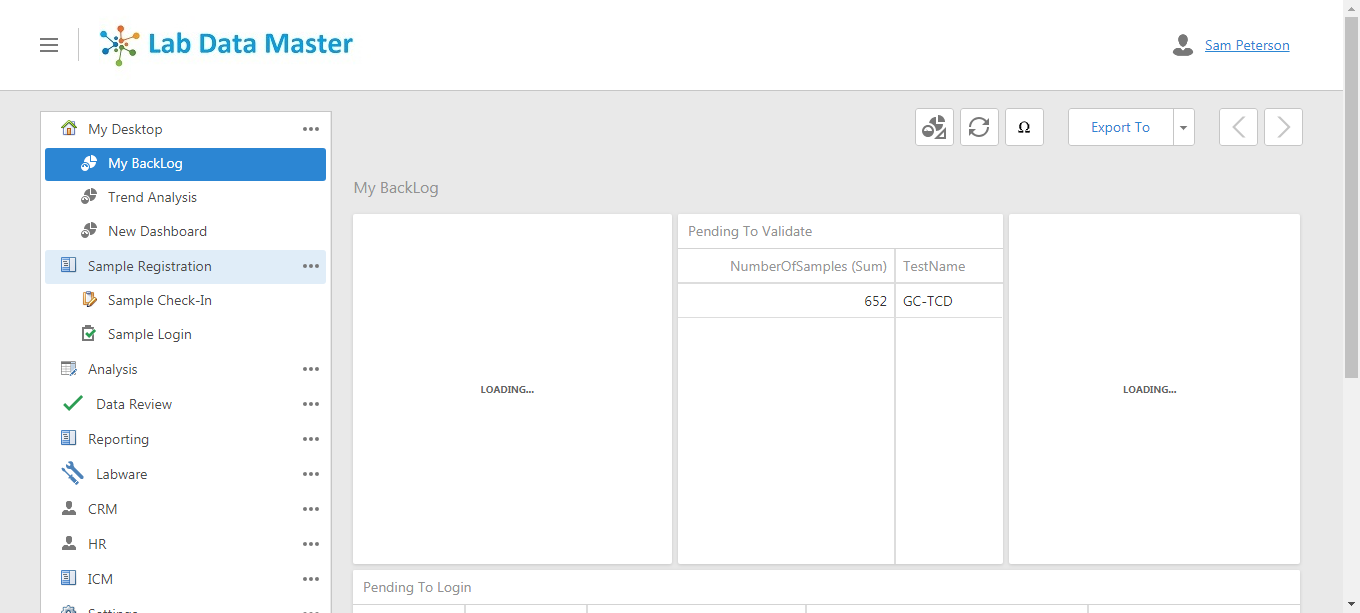 Lab Data Master
Sam Peterson
My Desktop
My BackLog
Trend Analysis
New Dashboard
Sample Registration
Sample Check-In
Sample Login
Analysis
Data Review
Reporting
Labware
CRM
HR
ICM
Settings
Ω
Export To
My BackLog
LOADING...
Pending To Validate
NumberOfSamples (Sum) TestName
652 GC-TCD
LOADING...
Pending To Login